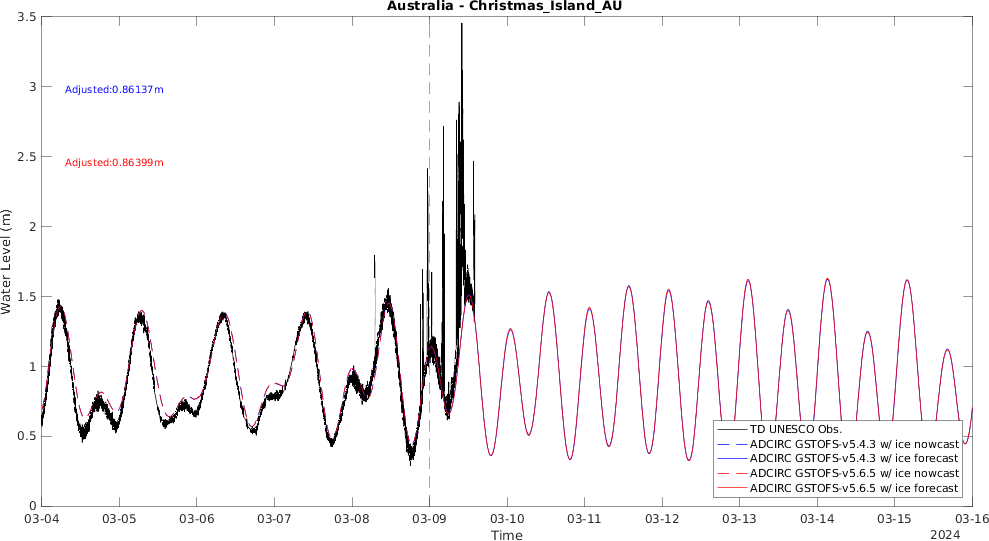 Australia - Christmas_Island_AU
3.5
3
2.5
2
1.5
1
0.5
0
Water Level (m)
Adjusted:0.86137m
Adjusted:0.86399m
TD UNESCO Obs.
ADCIRC GSTOFS-v5.4.3 w/ ice nowcast
ADCIRC GSTOFS-v5.4.3 w/ ice forecast
ADCIRC GSTOFS-v5.6.5 w/ ice nowcast
ADCIRC GSTOFS-v5.6.5 w/ ice forecast
03-04 03-05 03-06 03-07 03-08 03-09 03-10 03-11 03-12 03-13 03-14 03-15 03-16
Time
2024